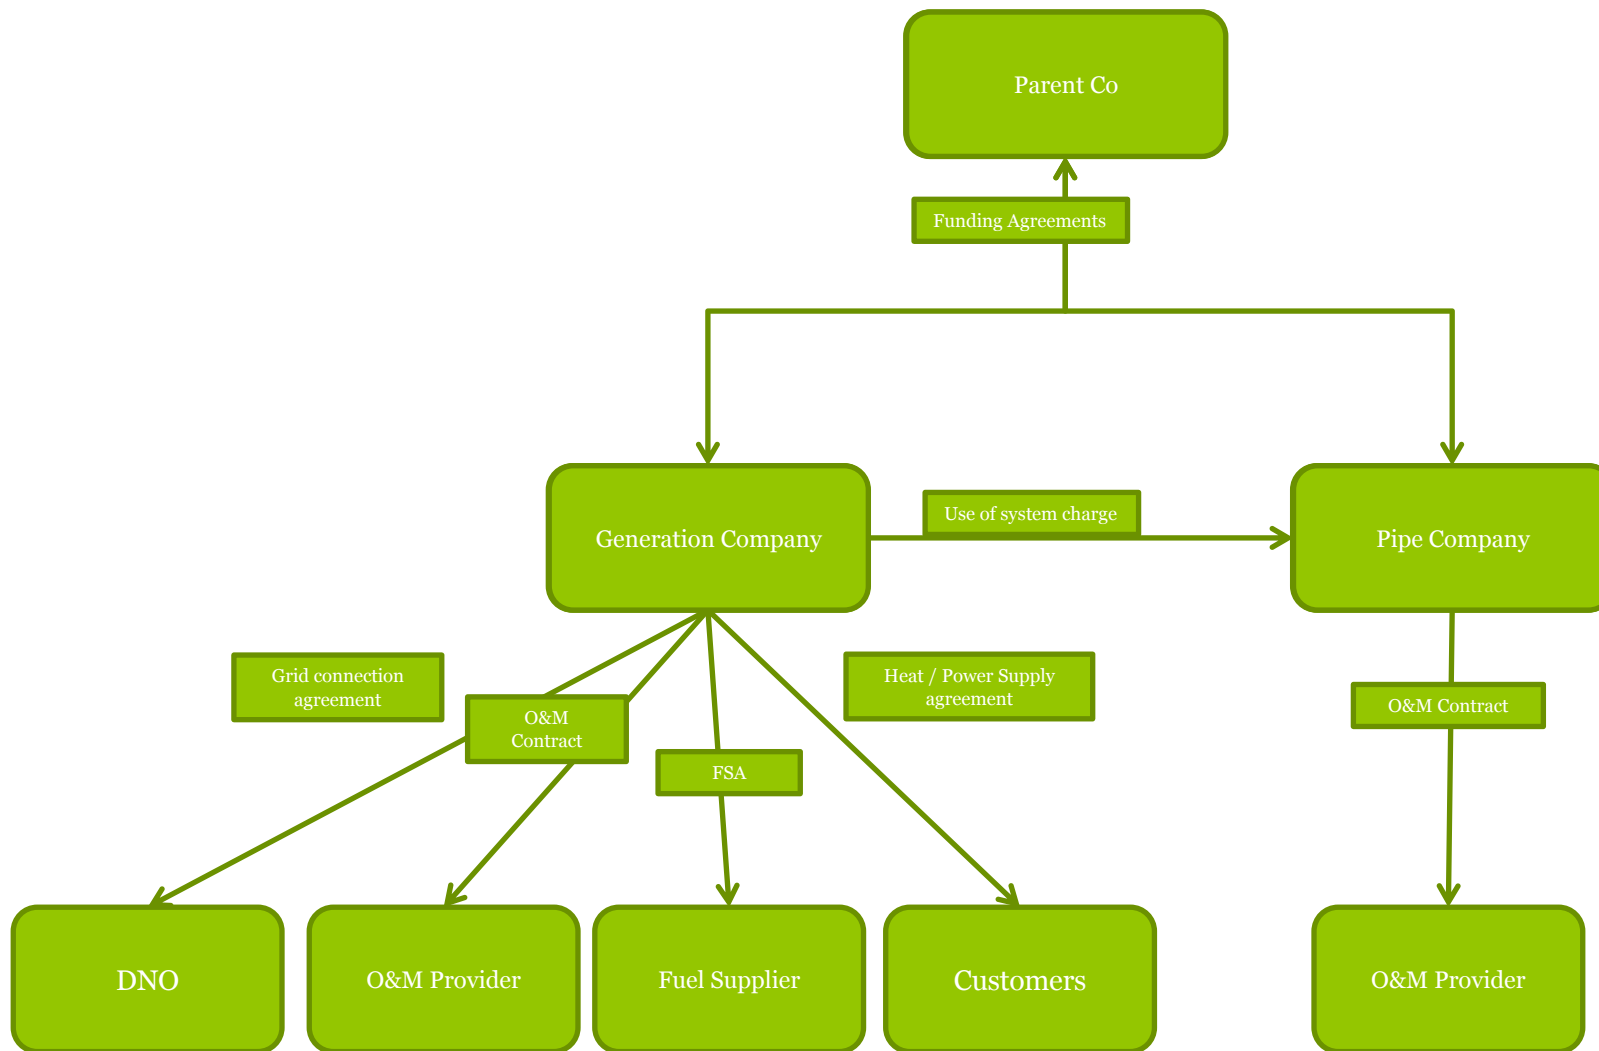 Parent Co
Funding Agreements
Use of system charge
Generation Company
Pipe Company
Grid connection
agreement
Heat / Power Supply
agreement
O&M
Contract
O&M Contract
FSA
DNO
O&M Provider
Fuel Supplier
Customers
O&M Provider